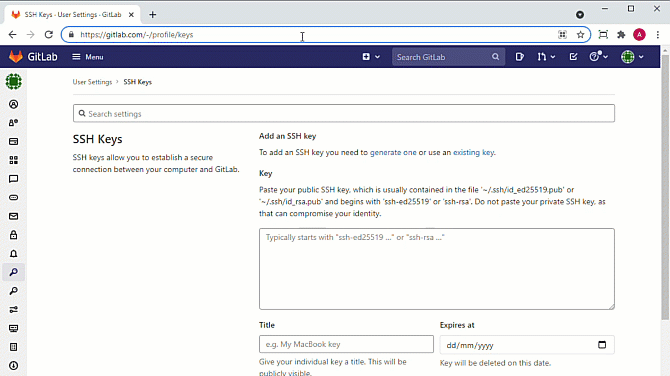 SSH Keys - User Settings - GitLab
https://gitlab.com/-/profile/keys
A
GitLab
Menu
Search GitLab
User Settings › SSH Keys
Search settings
SSH Keys
SSH keys allow you to establish a secure
connection between your computer and GitLab.
Add an SSH key
To add an SSH key you need to generate one or use an existing key.
Key
Paste your public SSH key, which is usually contained in the file '~/.ssh/id_ed25519.pub' or
'~/.ssh/id_rsa.pub' and begins with 'ssh-ed25519' or 'ssh-rsa'. Do not paste your private SSH key, as
that can compromise your identity.
Typically starts with "ssh-ed25519 ..." or "ssh-rsa ..."
Title
Expires at
e.g. My MacBook key
dd/mm/yyyy
Give your individual key a title. This will be
publicly visible.
Key will be deleted on this date.